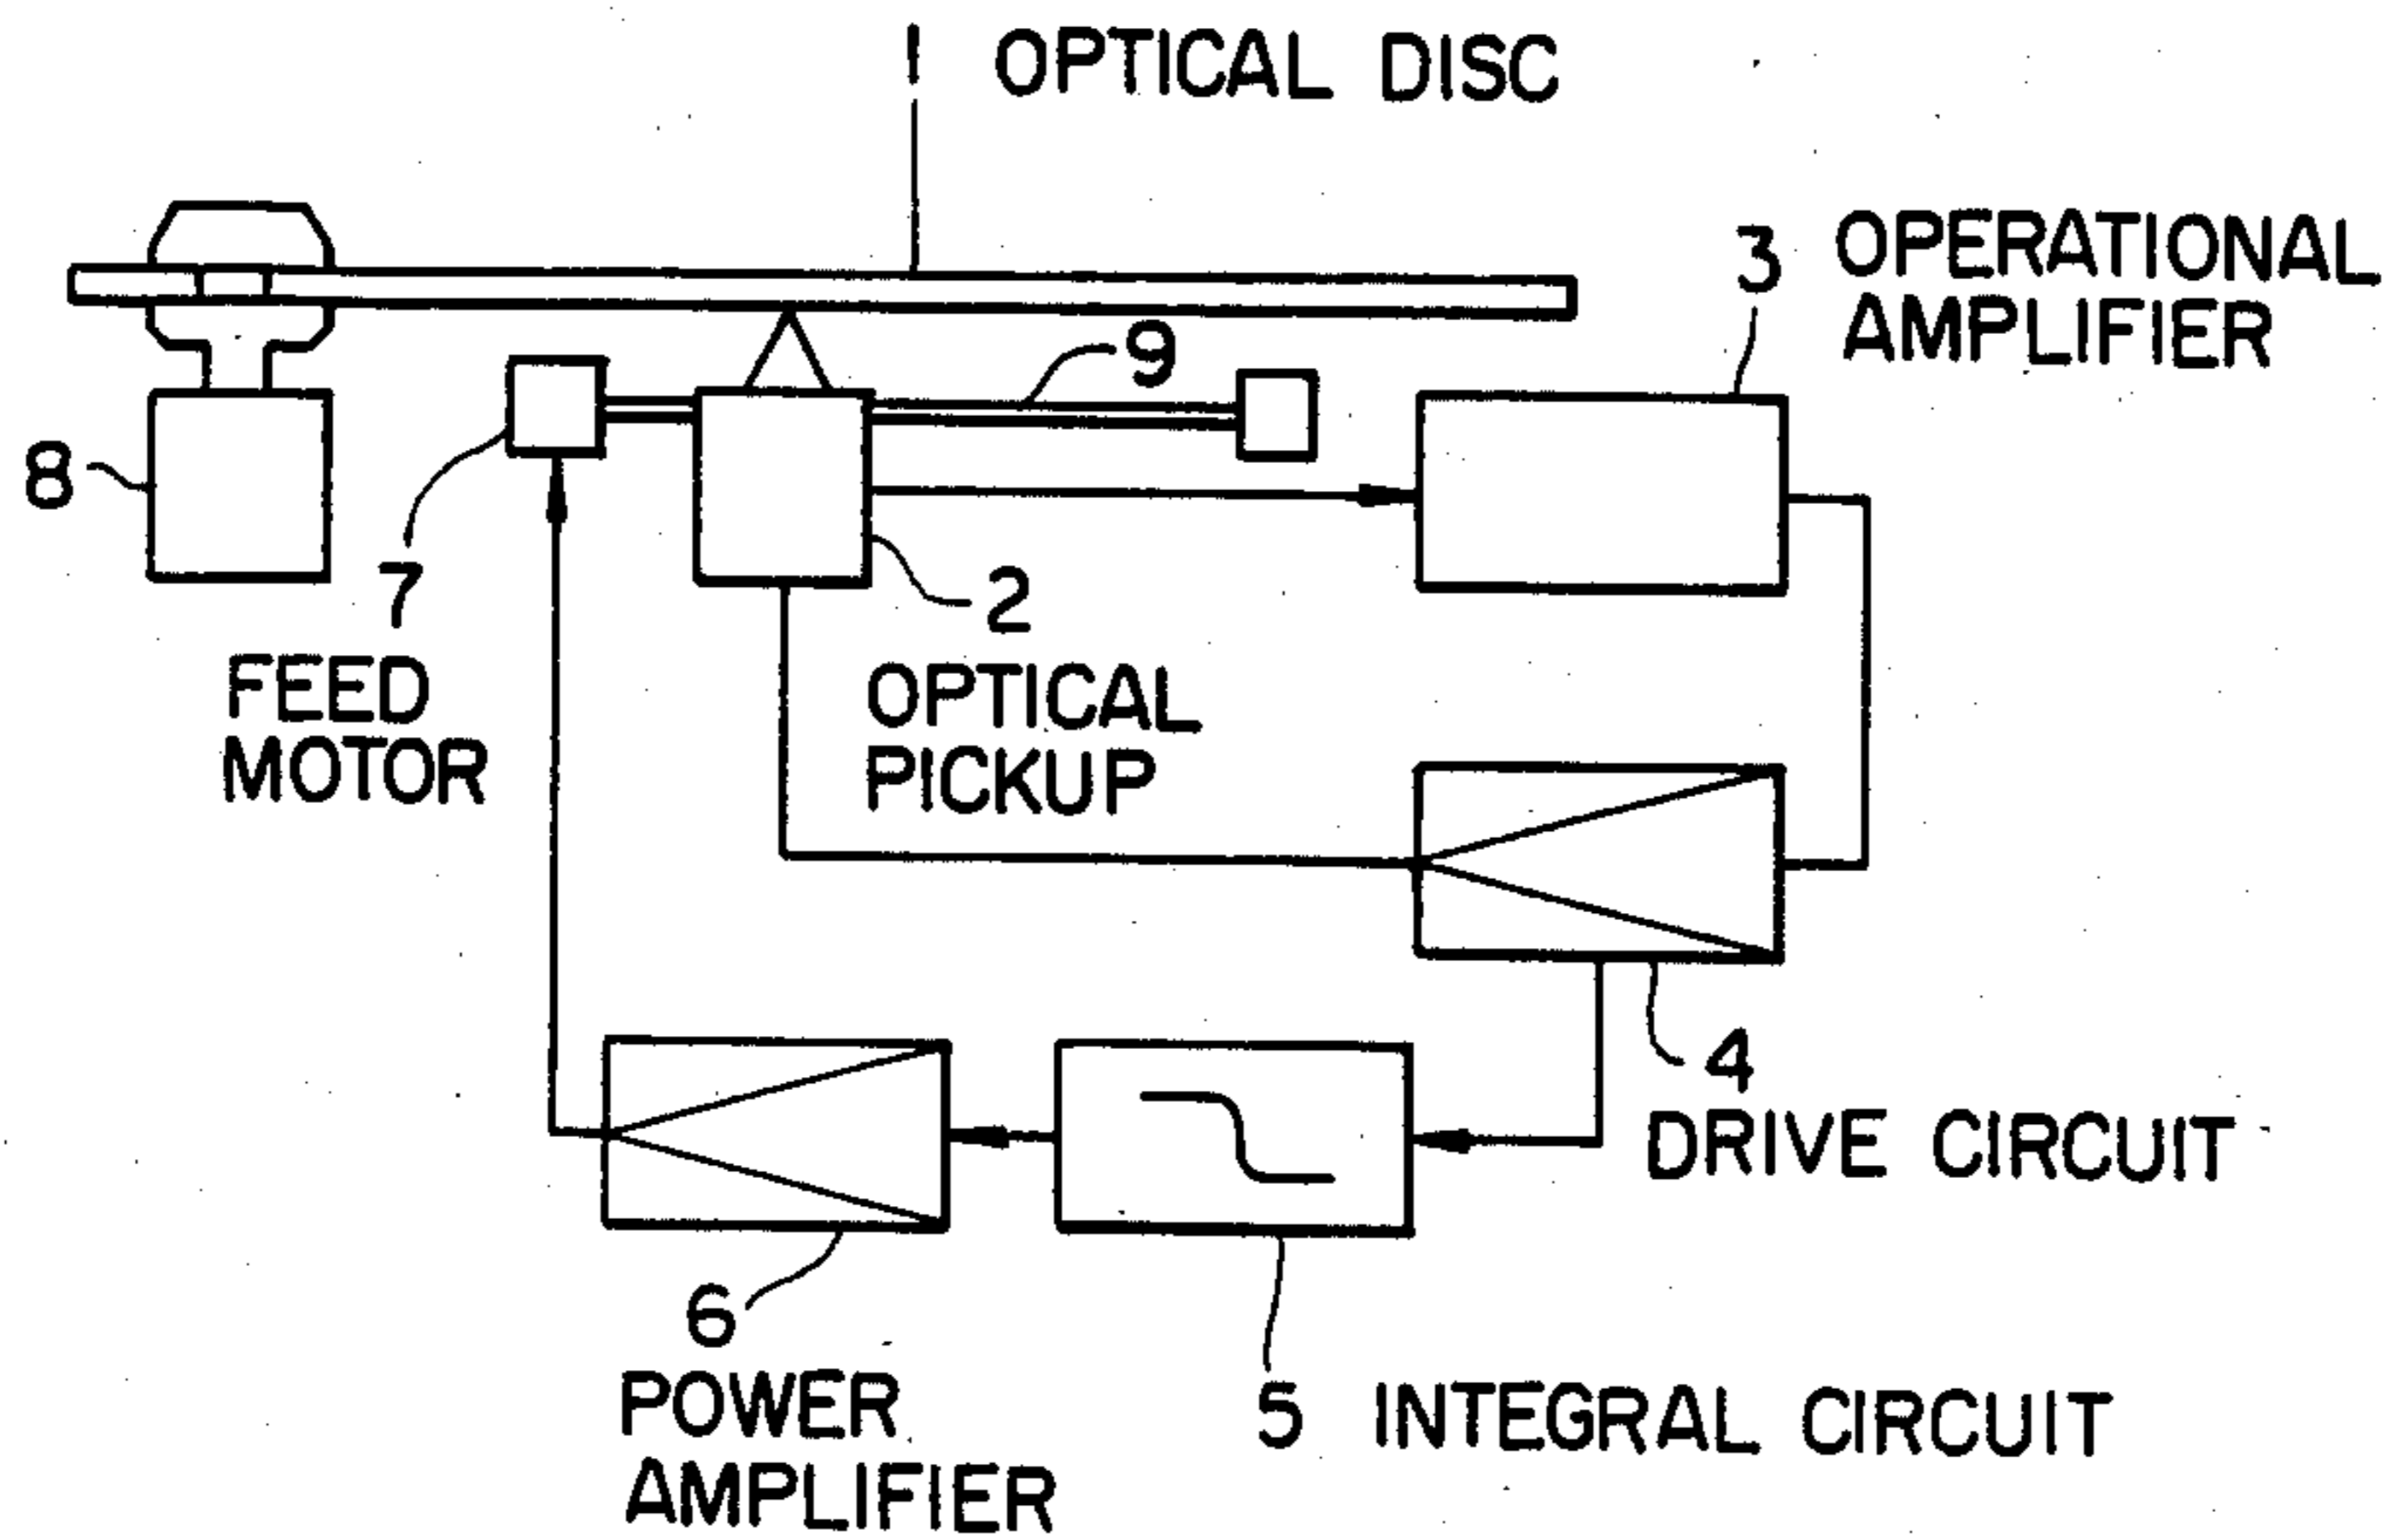 1 OPTICAL DISC
3 OPERATIONAL
AMPLIFIER
9
8
7
FEED
MOTOR
2
OPTICAL
PICKUP
4
DRIVE CIRCUIT
6
POWER
AMPLIFIER
5 INTEGRAL CIRCUIT